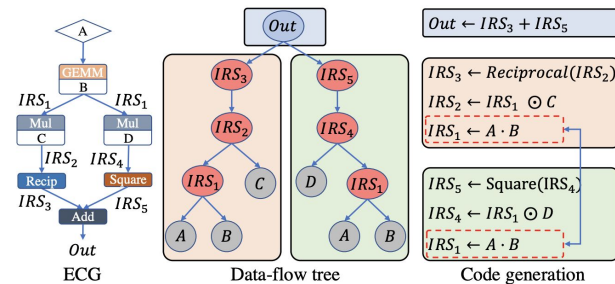 A
GEMM
B
IRS₁ IRS₁
Mul Mul
C D
IRS₂ IRS₄
Recip Square
IRS₃ IRS₅
Add
Out
ECG
Out
IRS₃ IRS₅
IRS₂ IRS₄
IRS₁ C D IRS₁
A B A B
Data-flow tree
Out ← IRS₃ + IRS₅
IRS₃ ← Reciprocal(IRS₂)
IRS₂ ← IRS₁ ⊙ C
IRS₁ ← A · B
IRS₅ ← Square(IRS₄)
IRS₄ ← IRS₁ ⊙ D
IRS₁ ← A · B
Code generation